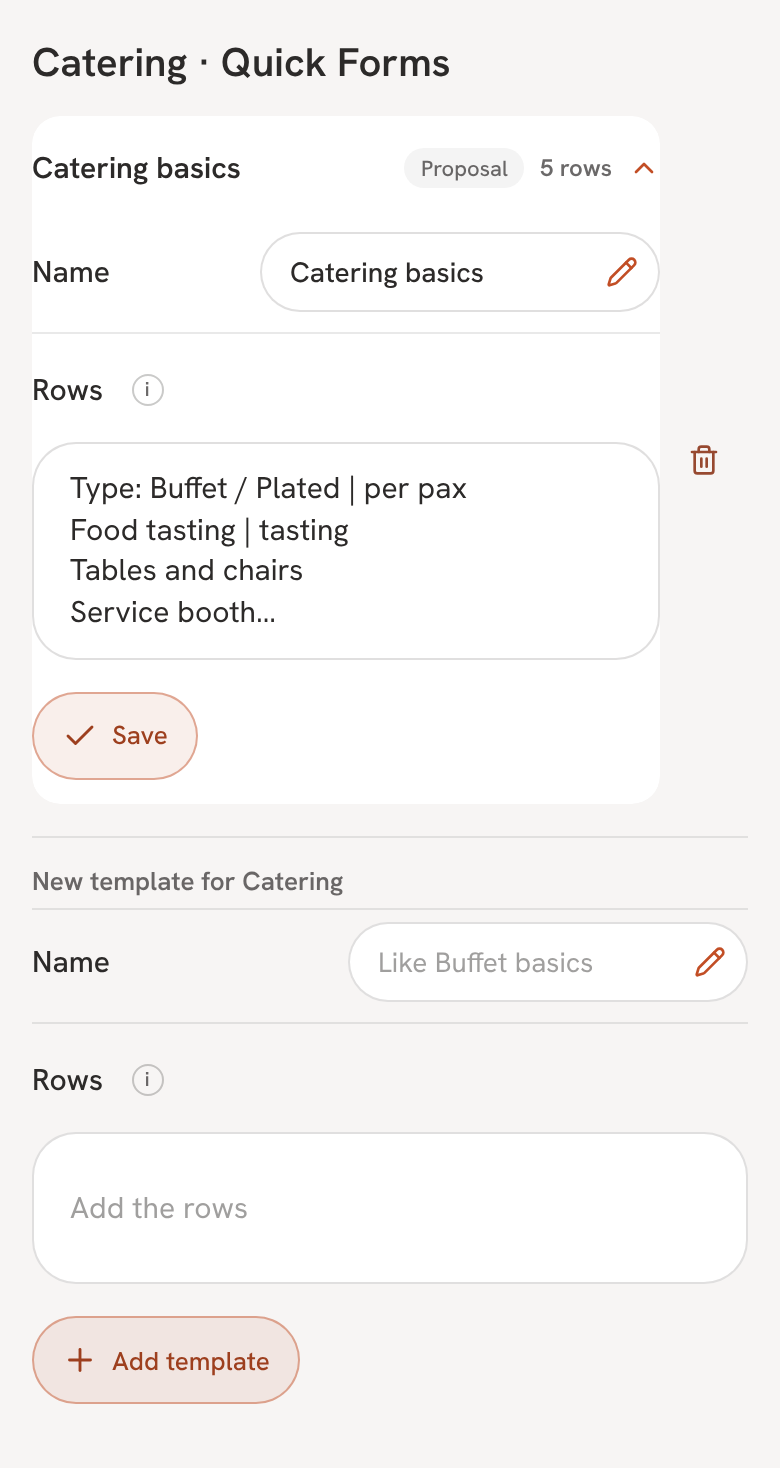 Catering · Quick Forms
Catering basics
Proposal
5 rows
Name
Catering basics
Rows
i
Type: Buffet / Plated | per pax
Food tasting | tasting
Tables and chairs
Service booth...
Save
New template for Catering
Name
Like Buffet basics
Rows
i
Add the rows
Add template